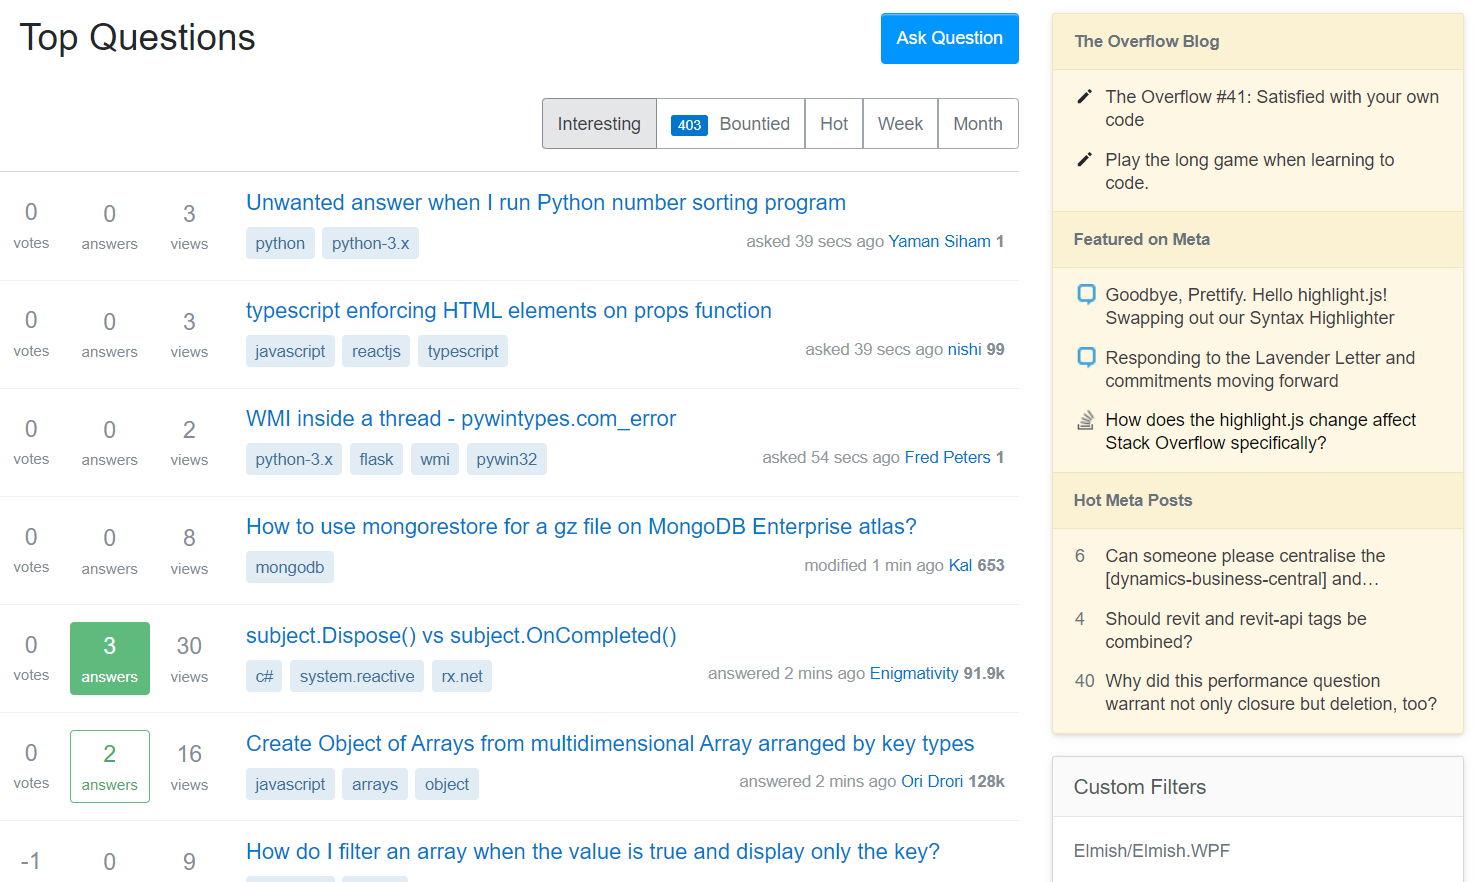 Top Questions
Ask Question
Interesting
403 Bountied
Hot
Week
Month
0 votes
0 answers
3 views
Unwanted answer when I run Python number sorting program
python python-3.x
asked 39 secs ago Yaman Siham 1
0 votes
0 answers
3 views
typescript enforcing HTML elements on props function
javascript reactjs typescript
asked 39 secs ago nishi 99
0 votes
0 answers
2 views
WMI inside a thread - pywintypes.com_error
python-3.x flask wmi pywin32
asked 54 secs ago Fred Peters 1
0 votes
0 answers
8 views
How to use mongorestore for a gz file on MongoDB Enterprise atlas?
mongodb
modified 1 min ago Kal 653
0 votes
3 answers
30 views
subject.Dispose() vs subject.OnCompleted()
c# system.reactive rx.net
answered 2 mins ago Enigmativity 91.9k
0 votes
2 answers
16 views
Create Object of Arrays from multidimensional Array arranged by key types
javascript arrays object
answered 2 mins ago Ori Drori 128k
-1
0
9
How do I filter an array when the value is true and display only the key?
The Overflow Blog
The Overflow #41: Satisfied with your own
code
Play the long game when learning to
code.
Featured on Meta
Goodbye, Prettify. Hello highlight.js!
Swapping out our Syntax Highlighter
Responding to the Lavender Letter and
commitments moving forward
How does the highlight.js change affect
Stack Overflow specifically?
Hot Meta Posts
6 Can someone please centralise the
[dynamics-business-central] and…
4 Should revit and revit-api tags be
combined?
40 Why did this performance question
warrant not only closure but deletion, too?
Custom Filters
Elmish/Elmish.WPF